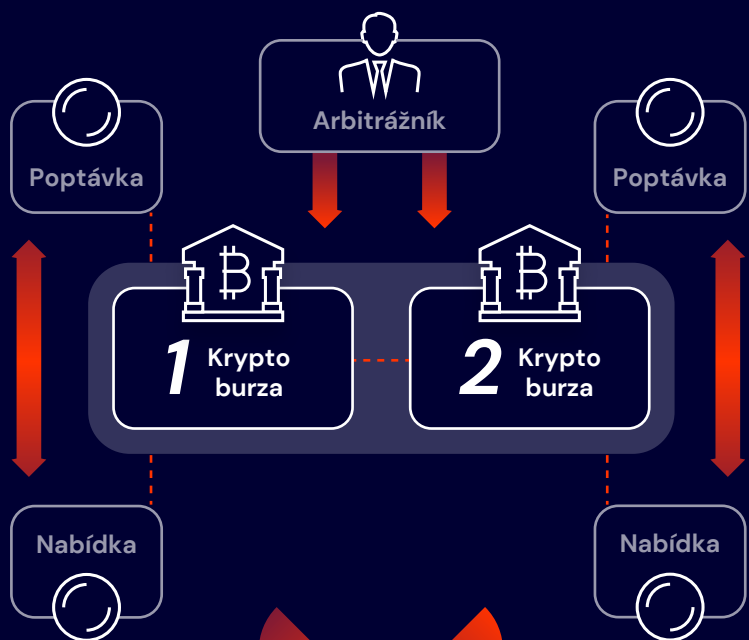 Arbitrážník
Poptávka
Poptávka
1 Krypto
burza
2 Krypto
burza
Nabídka
Nabídka